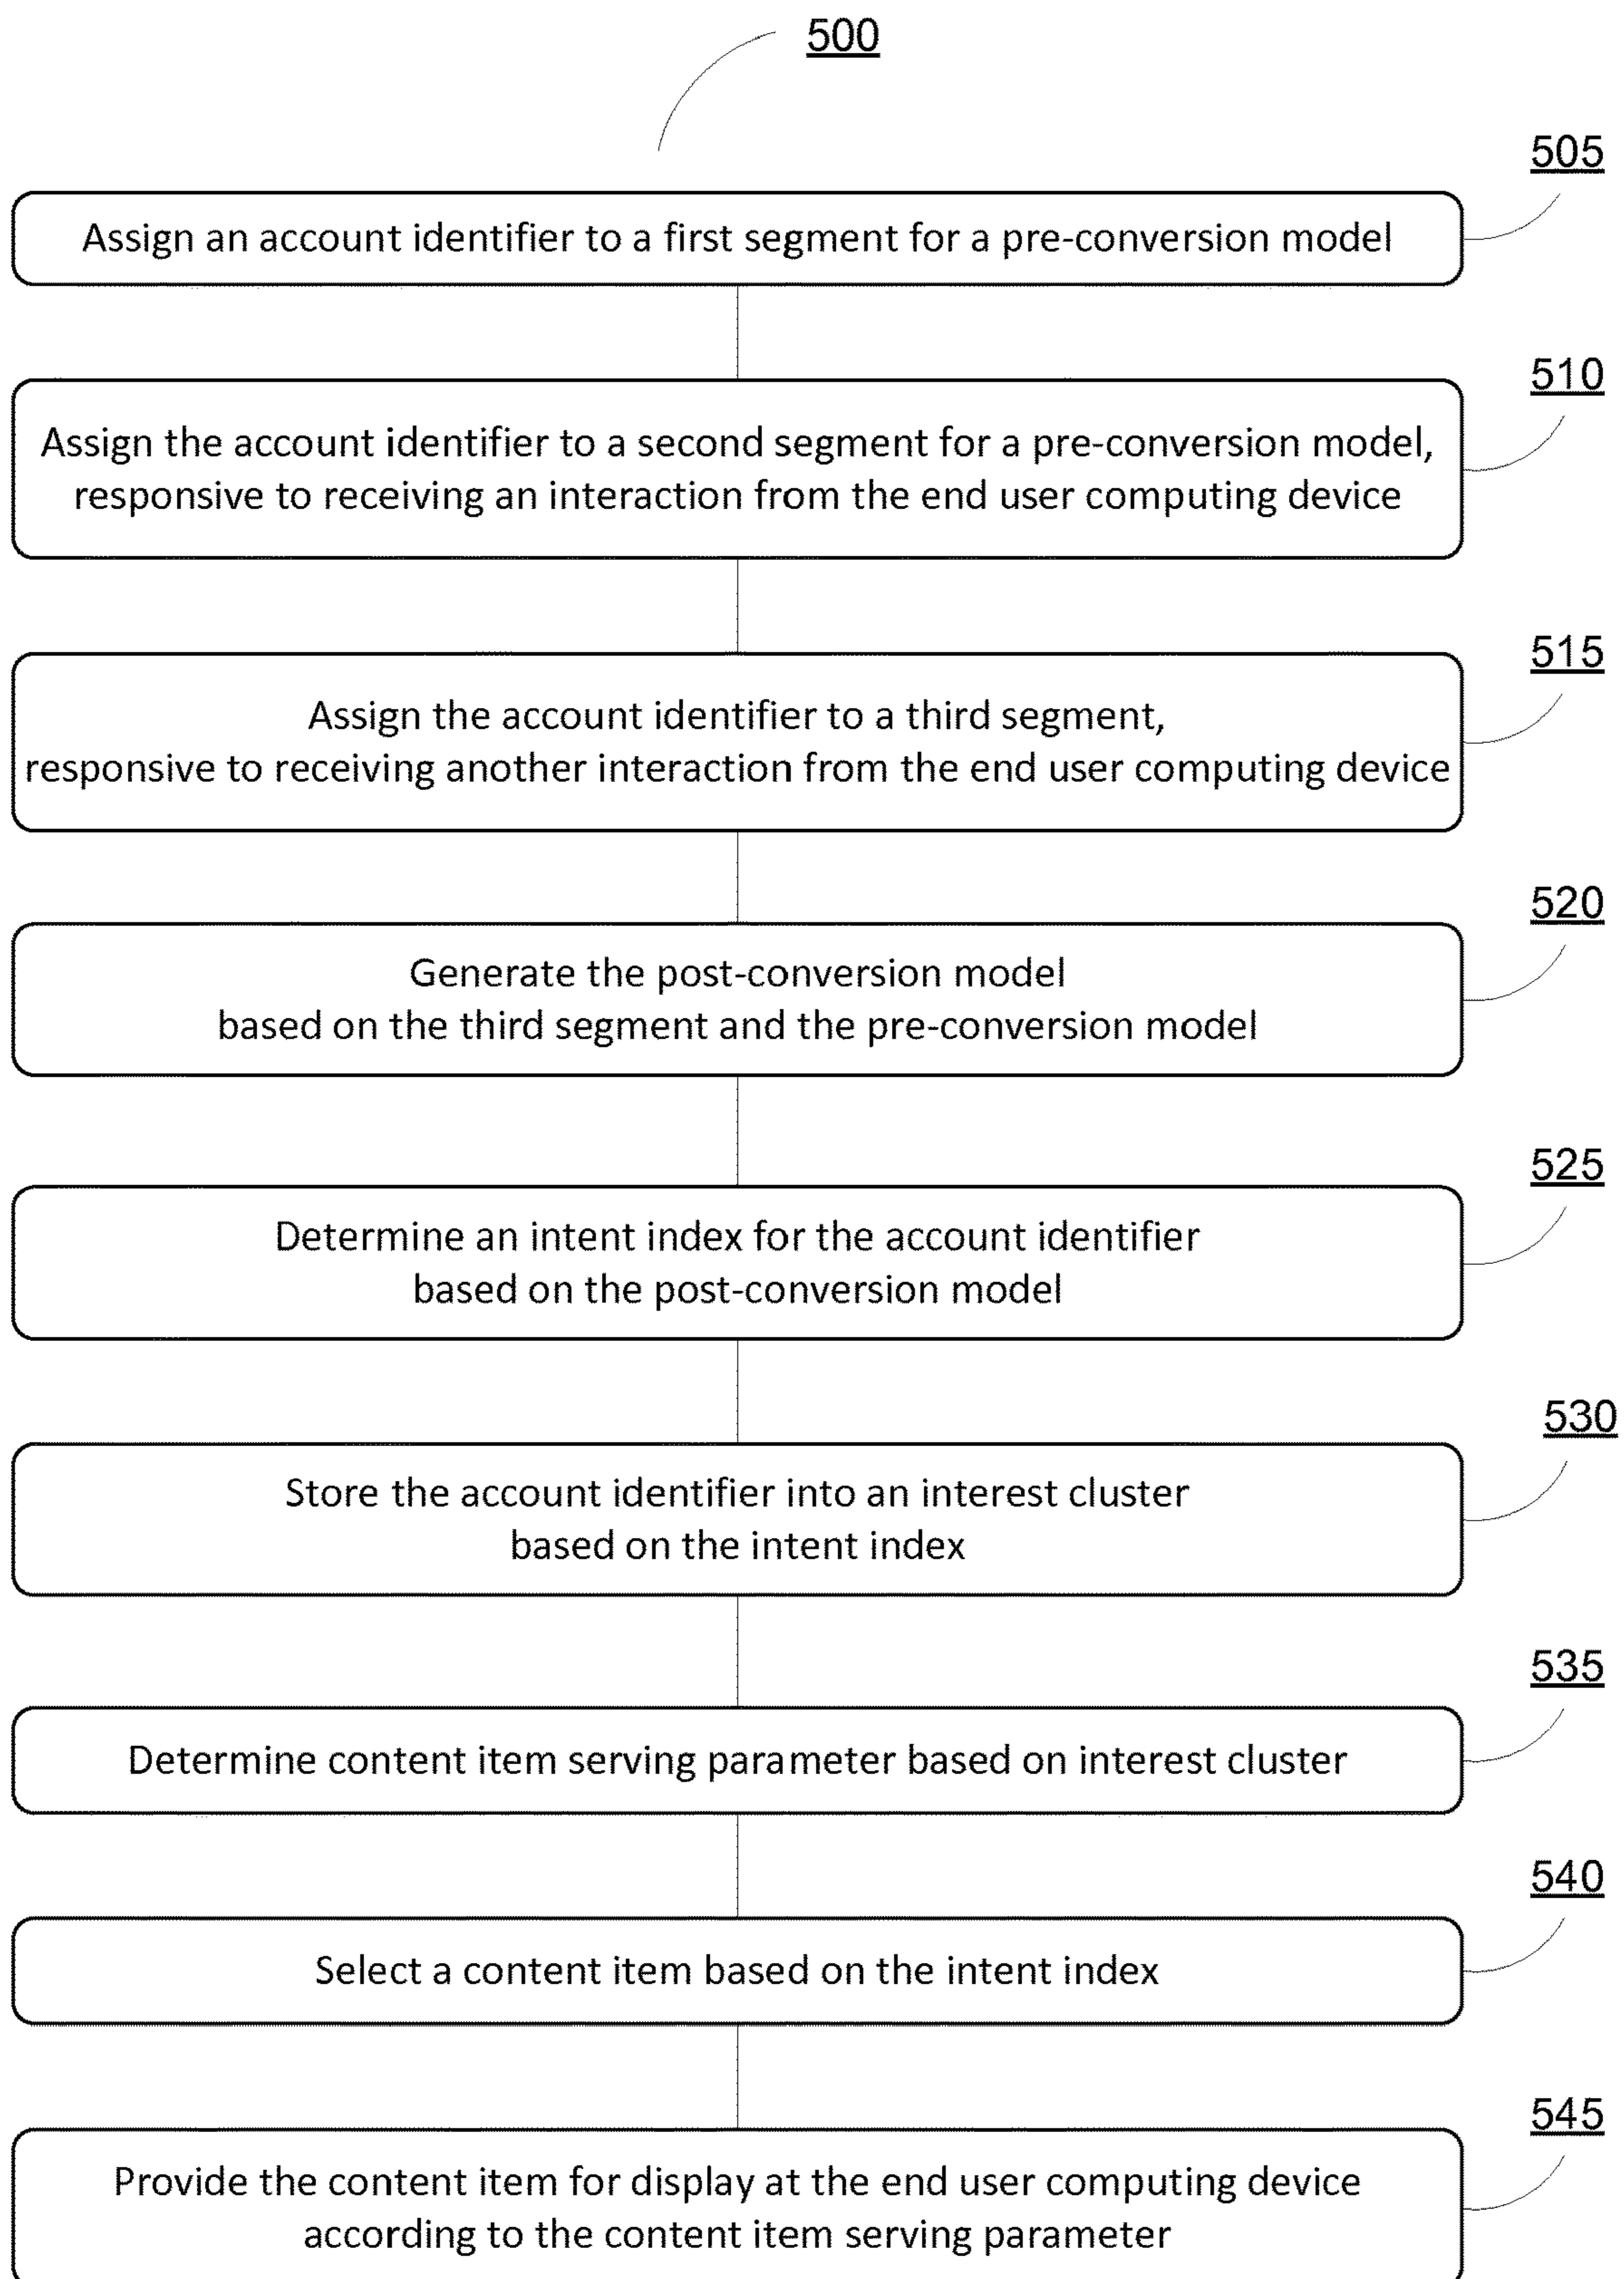 500
505
Assign an account identifier to a first segment for a pre-conversion model
510
Assign the account identifier to a second segment for a pre-conversion model,
responsive to receiving an interaction from the end user computing device
515
Assign the account identifier to a third segment,
responsive to receiving another interaction from the end user computing device
520
Generate the post-conversion model
based on the third segment and the pre-conversion model
525
Determine an intent index for the account identifier
based on the post-conversion model
530
Store the account identifier into an interest cluster
based on the intent index
535
Determine content item serving parameter based on interest cluster
540
Select a content item based on the intent index
545
Provide the content item for display at the end user computing device
according to the content item serving parameter